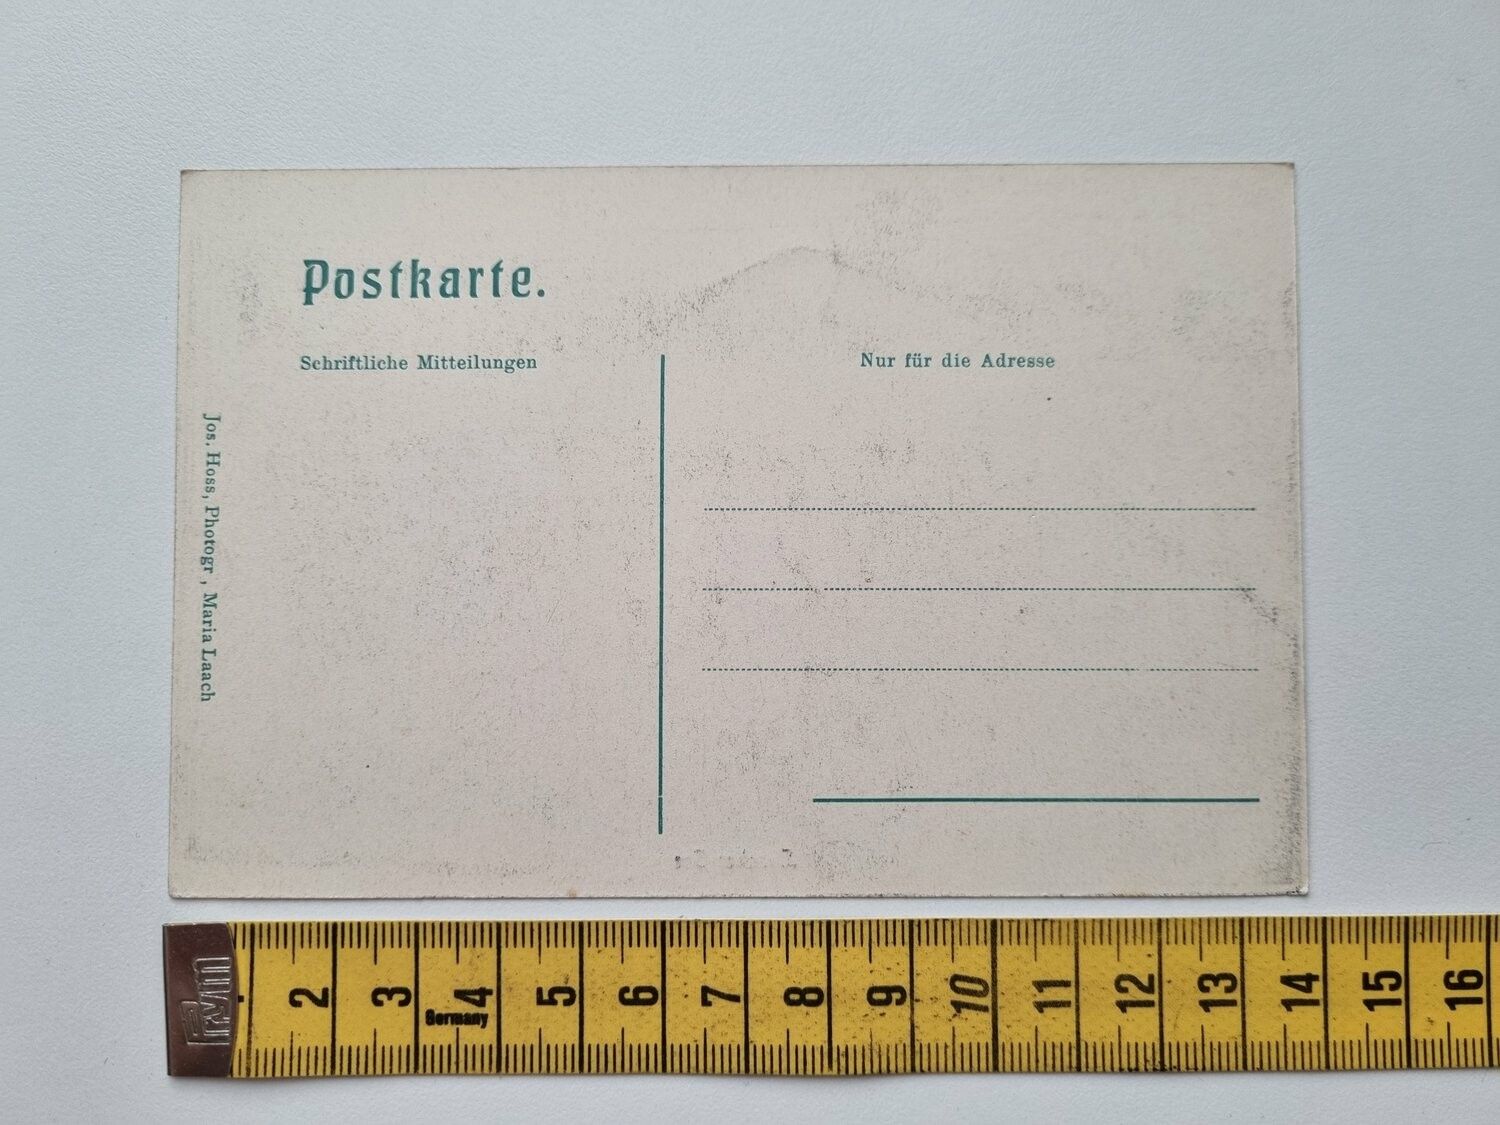 Postkarte.
Schriftliche Mitteilungen
Nur für die Adresse
Jos. Hoss, Photogr , Maria Laach
2 3 4 5 6 7 8 9 10 11 12 13 14 15 16
Germany